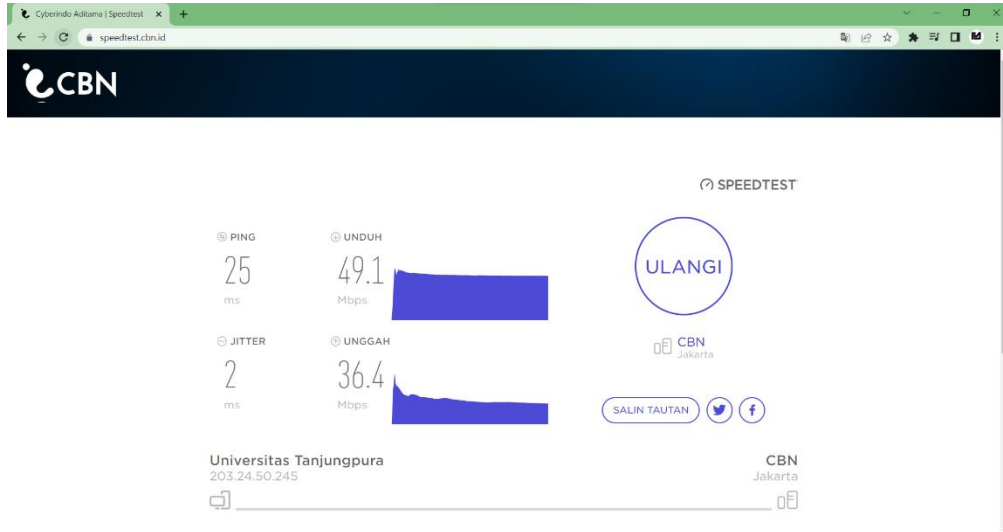 Cyberindo Aditama | Speedtest
speedtest.cbn.id
CBN
SPEEDTEST
PING
25
ms
UNDUH
49.1
Mbps
ULANGI
JITTER
2
ms
UNGGAH
36.4
Mbps
CBN
Jakarta
SALIN TAUTAN
Universitas Tanjungpura
203.24.50.245
CBN
Jakarta